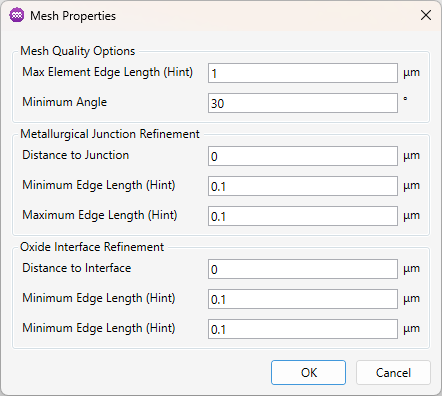 Mesh Properties
Mesh Quality Options
Max Element Edge Length (Hint) 1 µm
Minimum Angle 30 °
Metallurgical Junction Refinement
Distance to Junction 0 µm
Minimum Edge Length (Hint) 0.1 µm
Maximum Edge Length (Hint) 0.1 µm
Oxide Interface Refinement
Distance to Interface 0 µm
Minimum Edge Length (Hint) 0.1 µm
Minimum Edge Length (Hint) 0.1 µm
OK Cancel